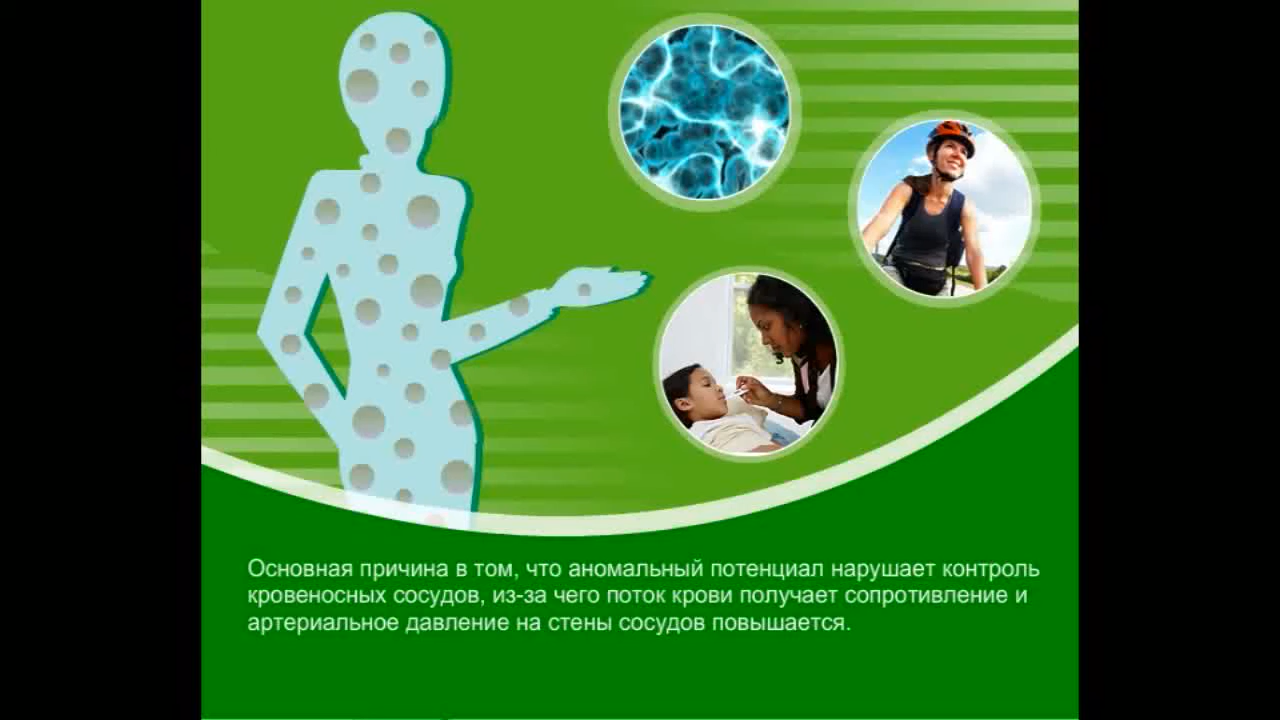 Основная причина в том, что аномальный потенциал нарушает контроль
кровеносных сосудов, из-за чего поток крови получает сопротивление и
артериальное давление на стены сосудов повышается.